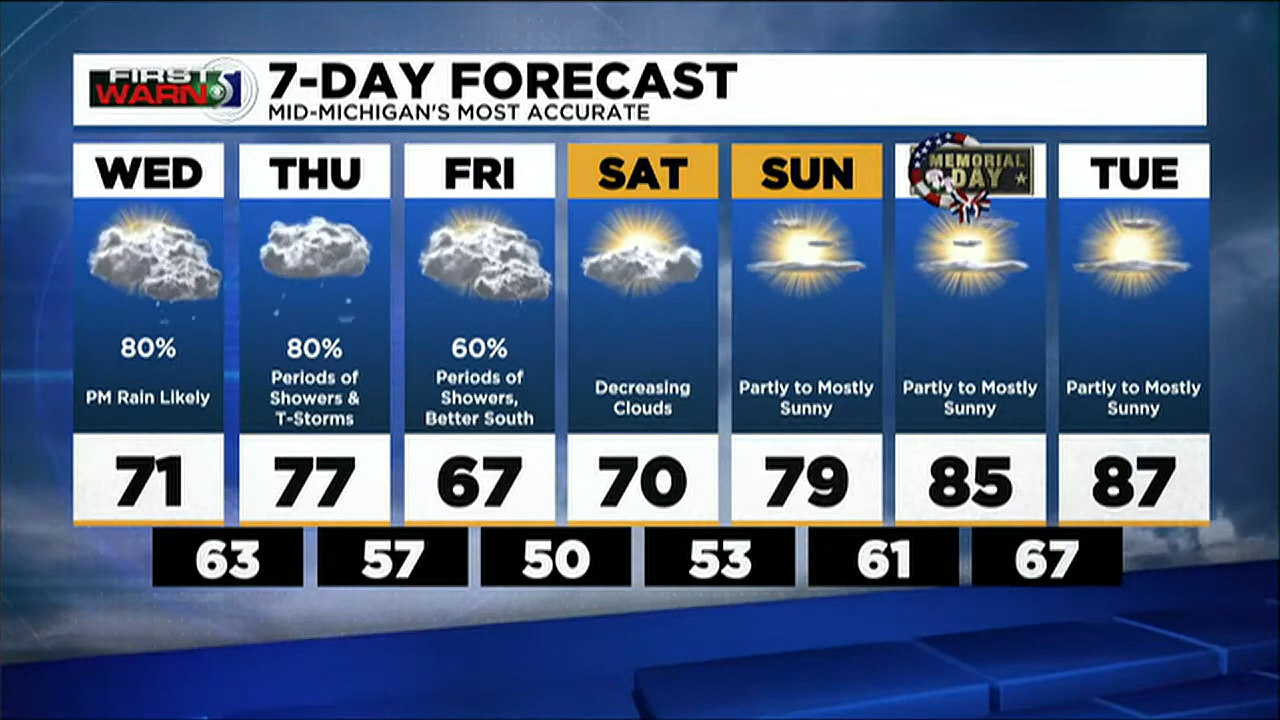 FIRST
WARN 5
7-DAY FORECAST
MID-MICHIGAN'S MOST ACCURATE
WED
THU
FRI
SAT
SUN
MEMORIAL
DAY
TUE
80%
80%
60%
PM Rain Likely
Periods of
Showers &
T-Storms
Periods of
Showers,
Better South
Decreasing
Clouds
Partly to Mostly
Sunny
Partly to Mostly
Sunny
Partly to Mostly
Sunny
71
77
67
70
79
85
87
63
57
50
53
61
67